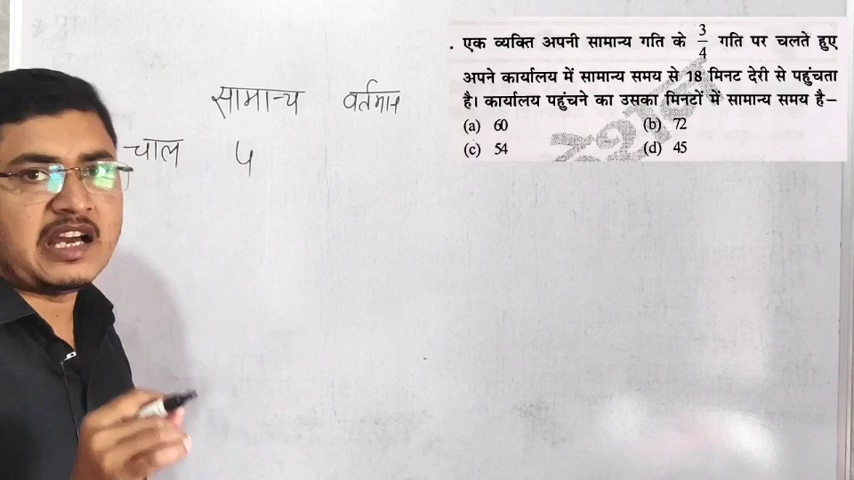 . एक व्यक्ति अपनी सामान्य गति के 3/4 गति पर चलते हुए
अपने कार्यालय में सामान्य समय से 18 मिनट देरी से पहुंचता
है। कार्यालय पहुंचने का उसका मिनटों में सामान्य समय है–
(a) 60 (b) 72
(c) 54 (d) 45
सामान्य वर्तमान
चाल ५